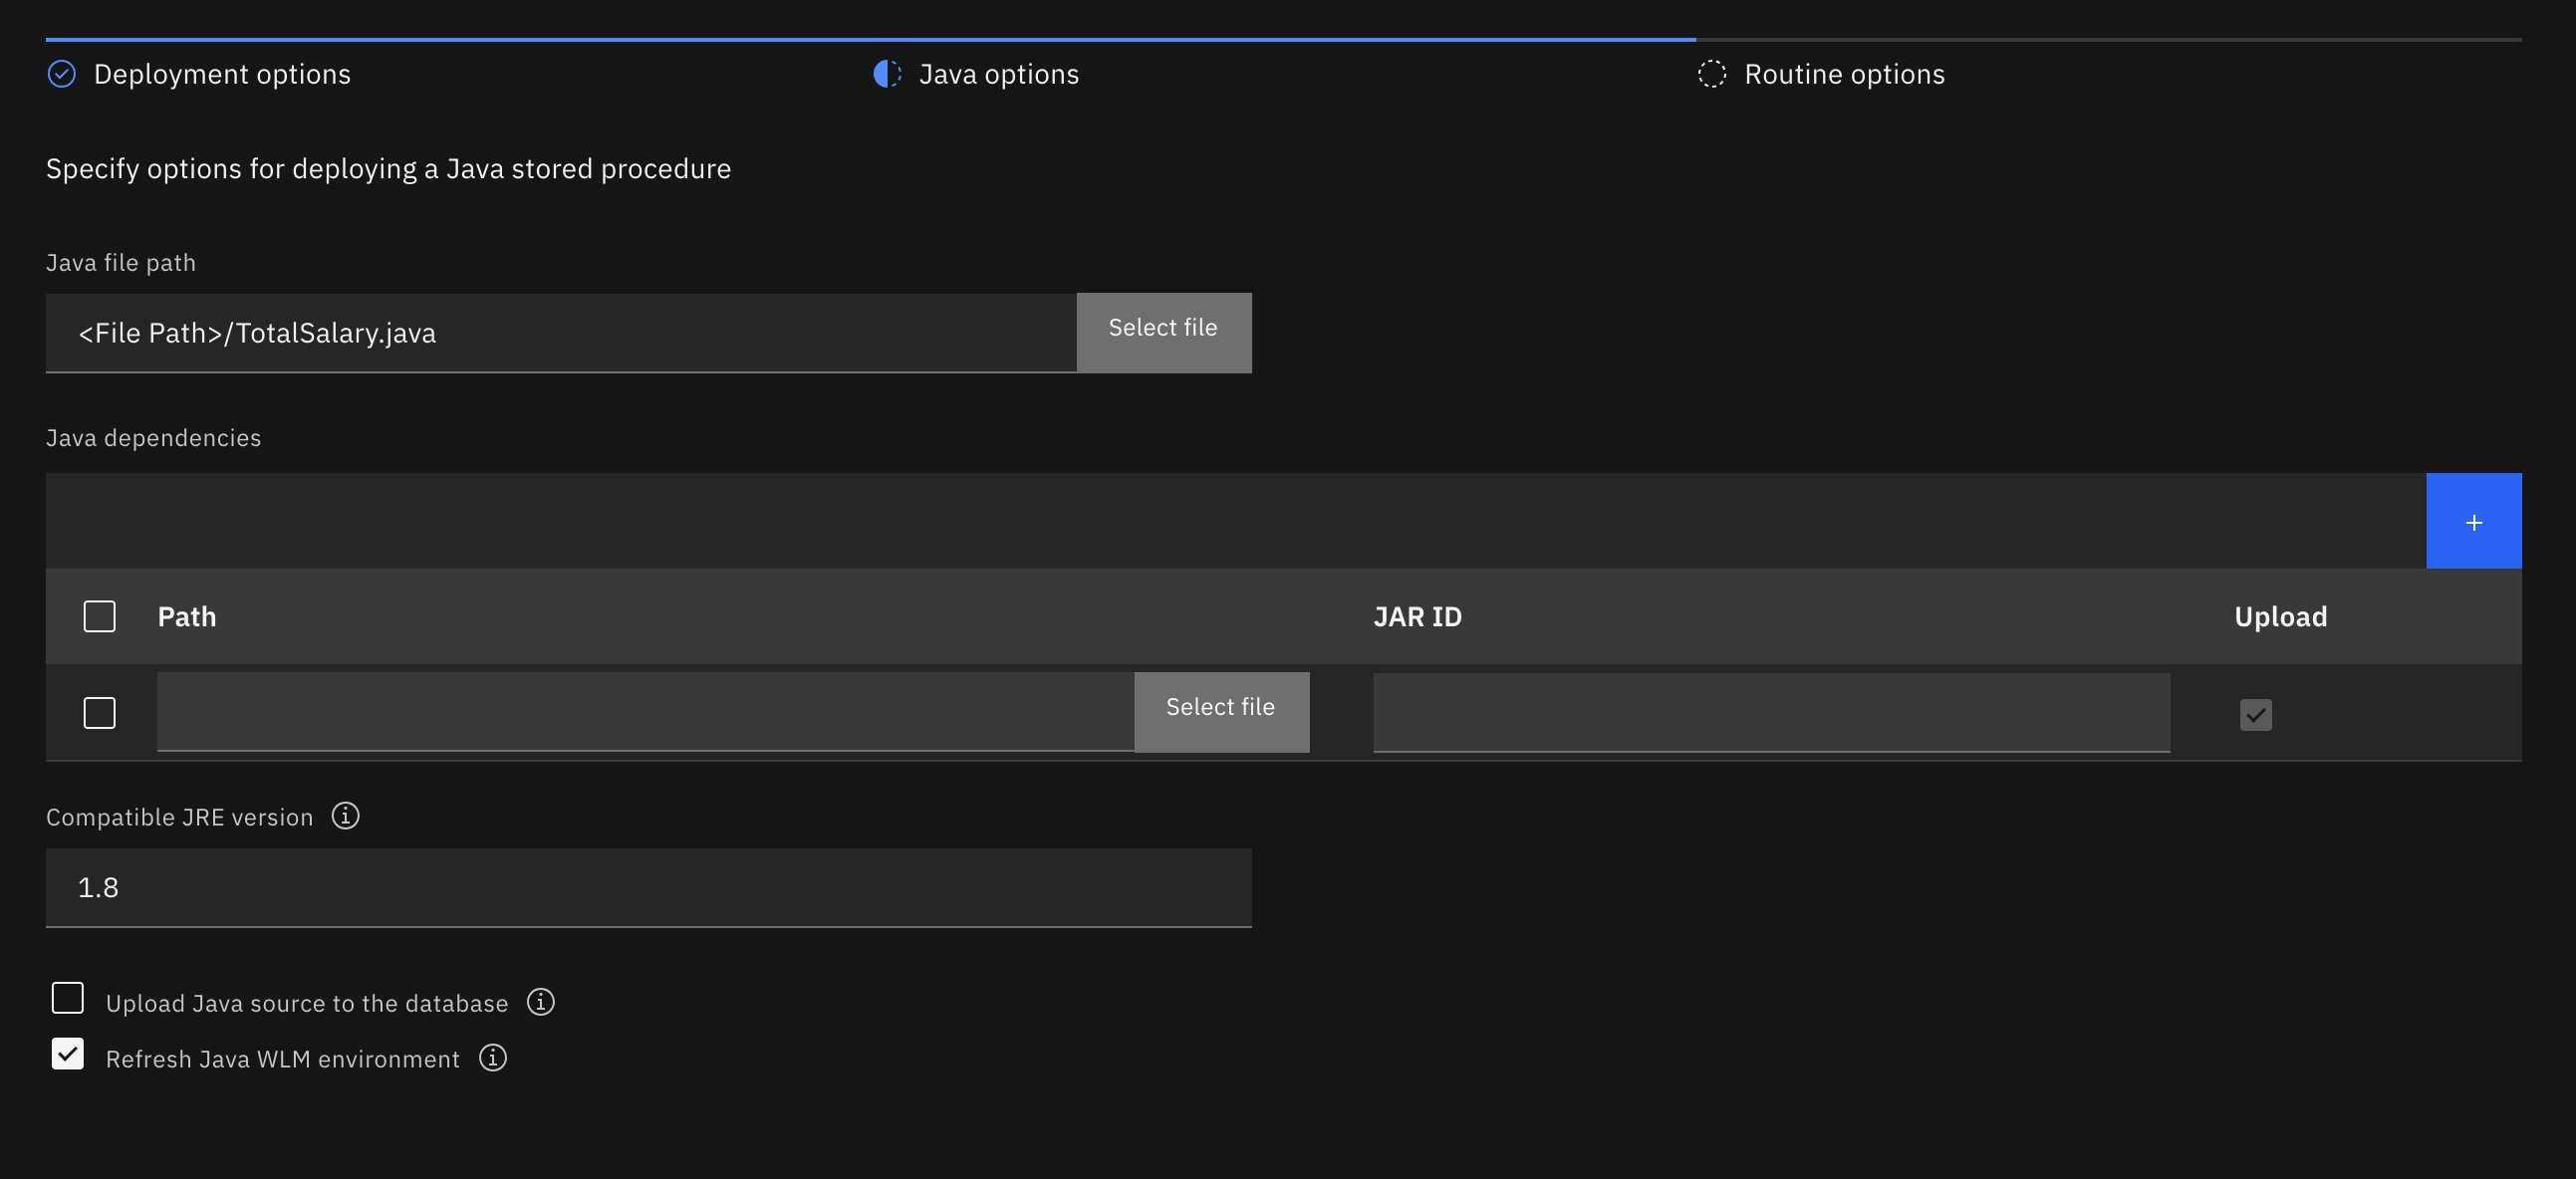 Deployment options
Java options
Routine options
Specify options for deploying a Java stored procedure
Java file path
<File Path>/TotalSalary.java
Select file
Java dependencies
+
Path
JAR ID
Upload
Select file
Compatible JRE version
1.8
Upload Java source to the database
Refresh Java WLM environment